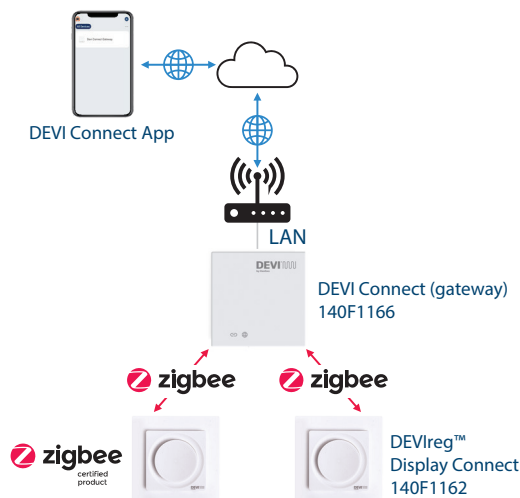 DEVI Connect App
LAN
DEVI
DEVI Connect (gateway)
140F1166
zigbee
zigbee
zigbee
certified
product
DEVIreg™
Display Connect
140F1162